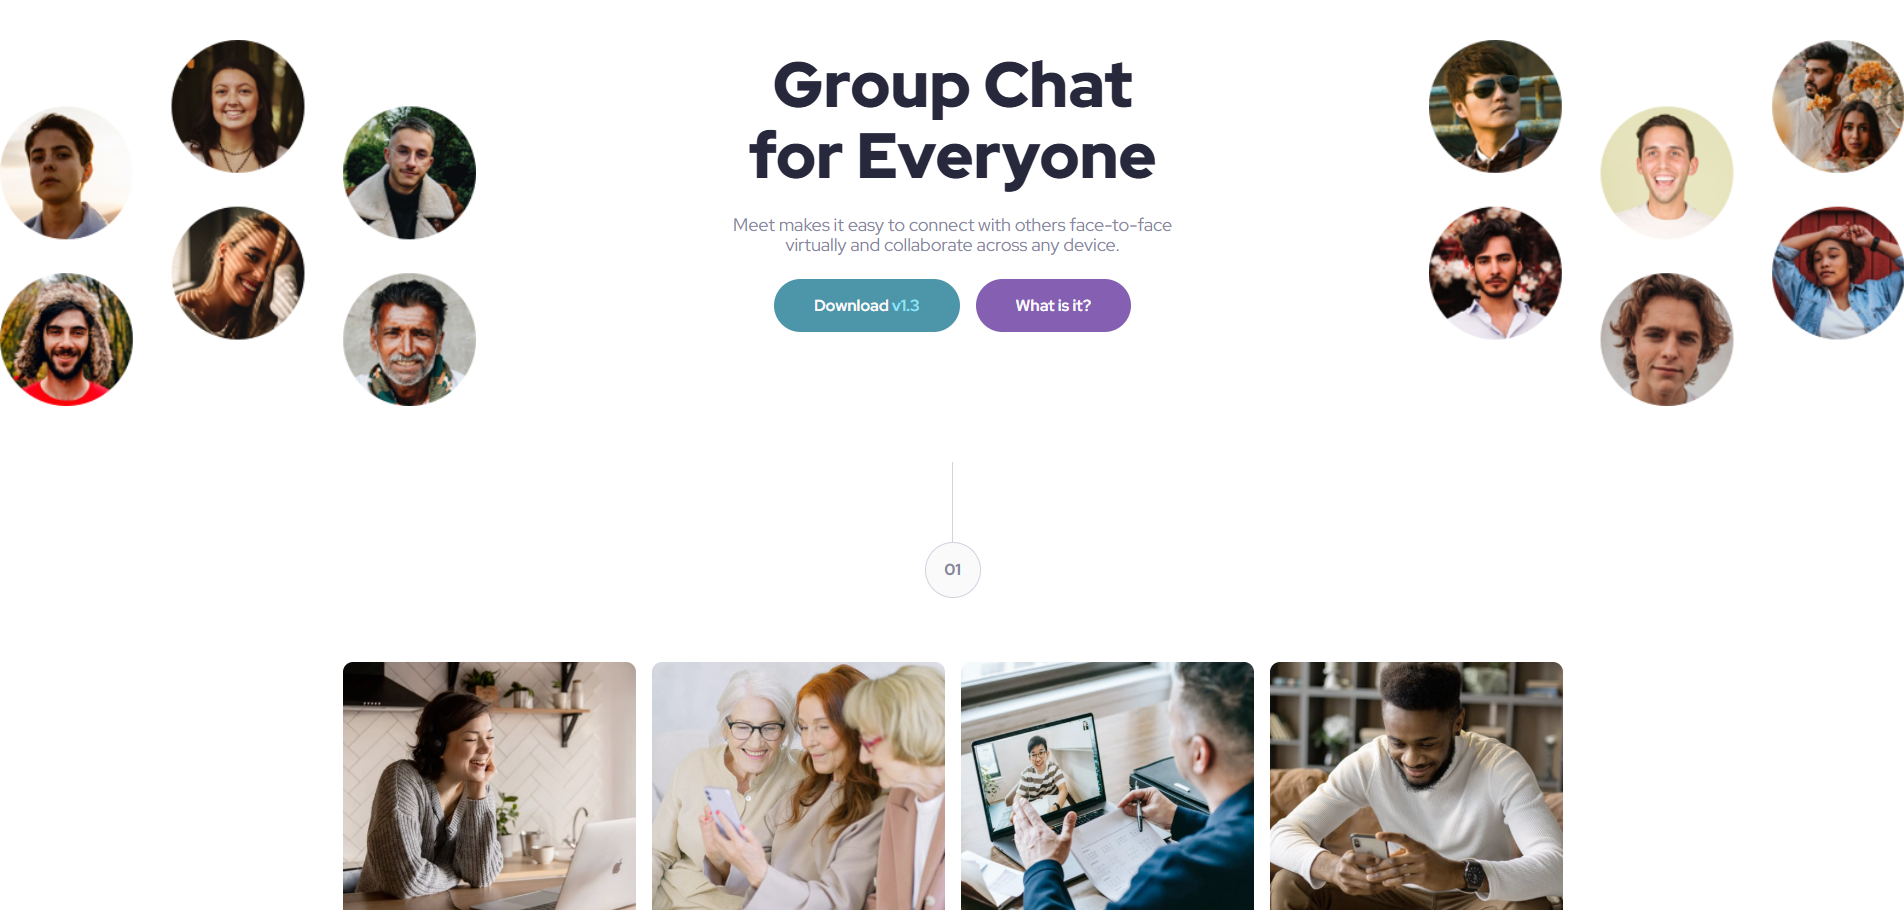 Group Chat
for Everyone
Meet makes it easy to connect with others face-to-face
virtually and collaborate across any device.
Download v1.3
What is it?
01